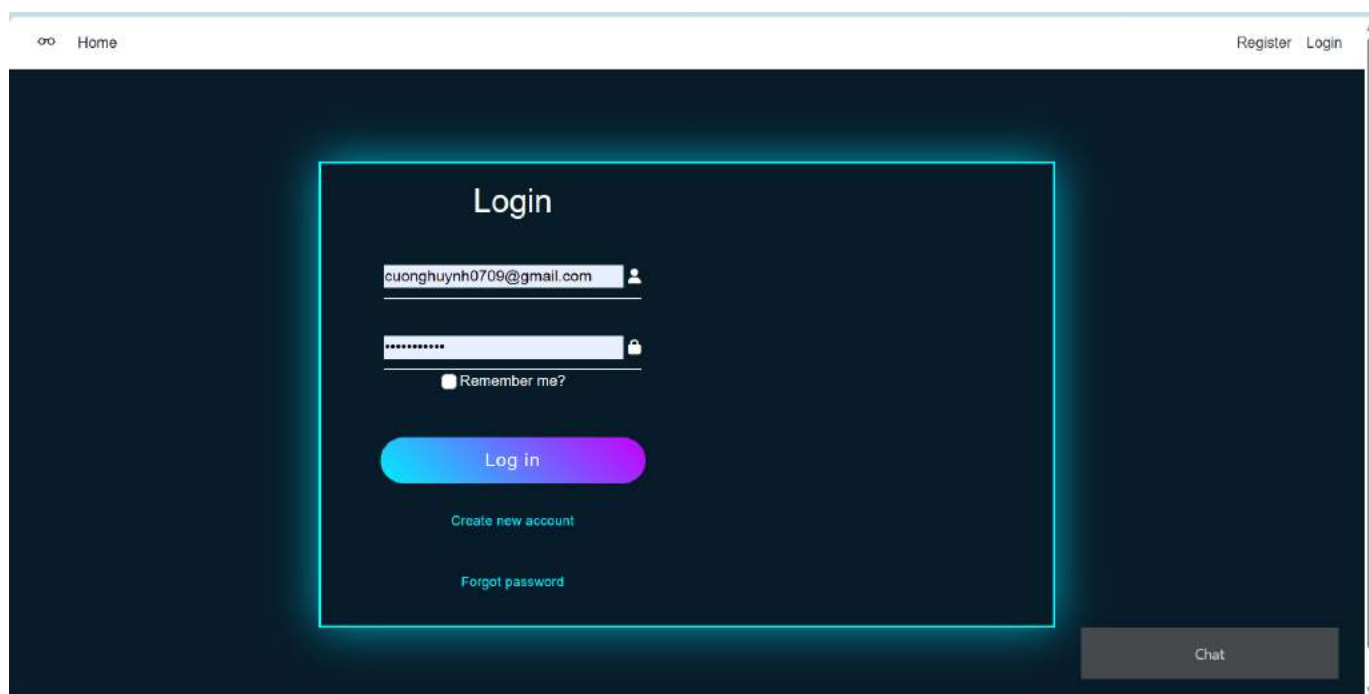 Home
Register Login
Login
cuonghuynh0709@gmail.com
•••••••••••
Remember me?
Log in
Create new account
Forgot password
Chat